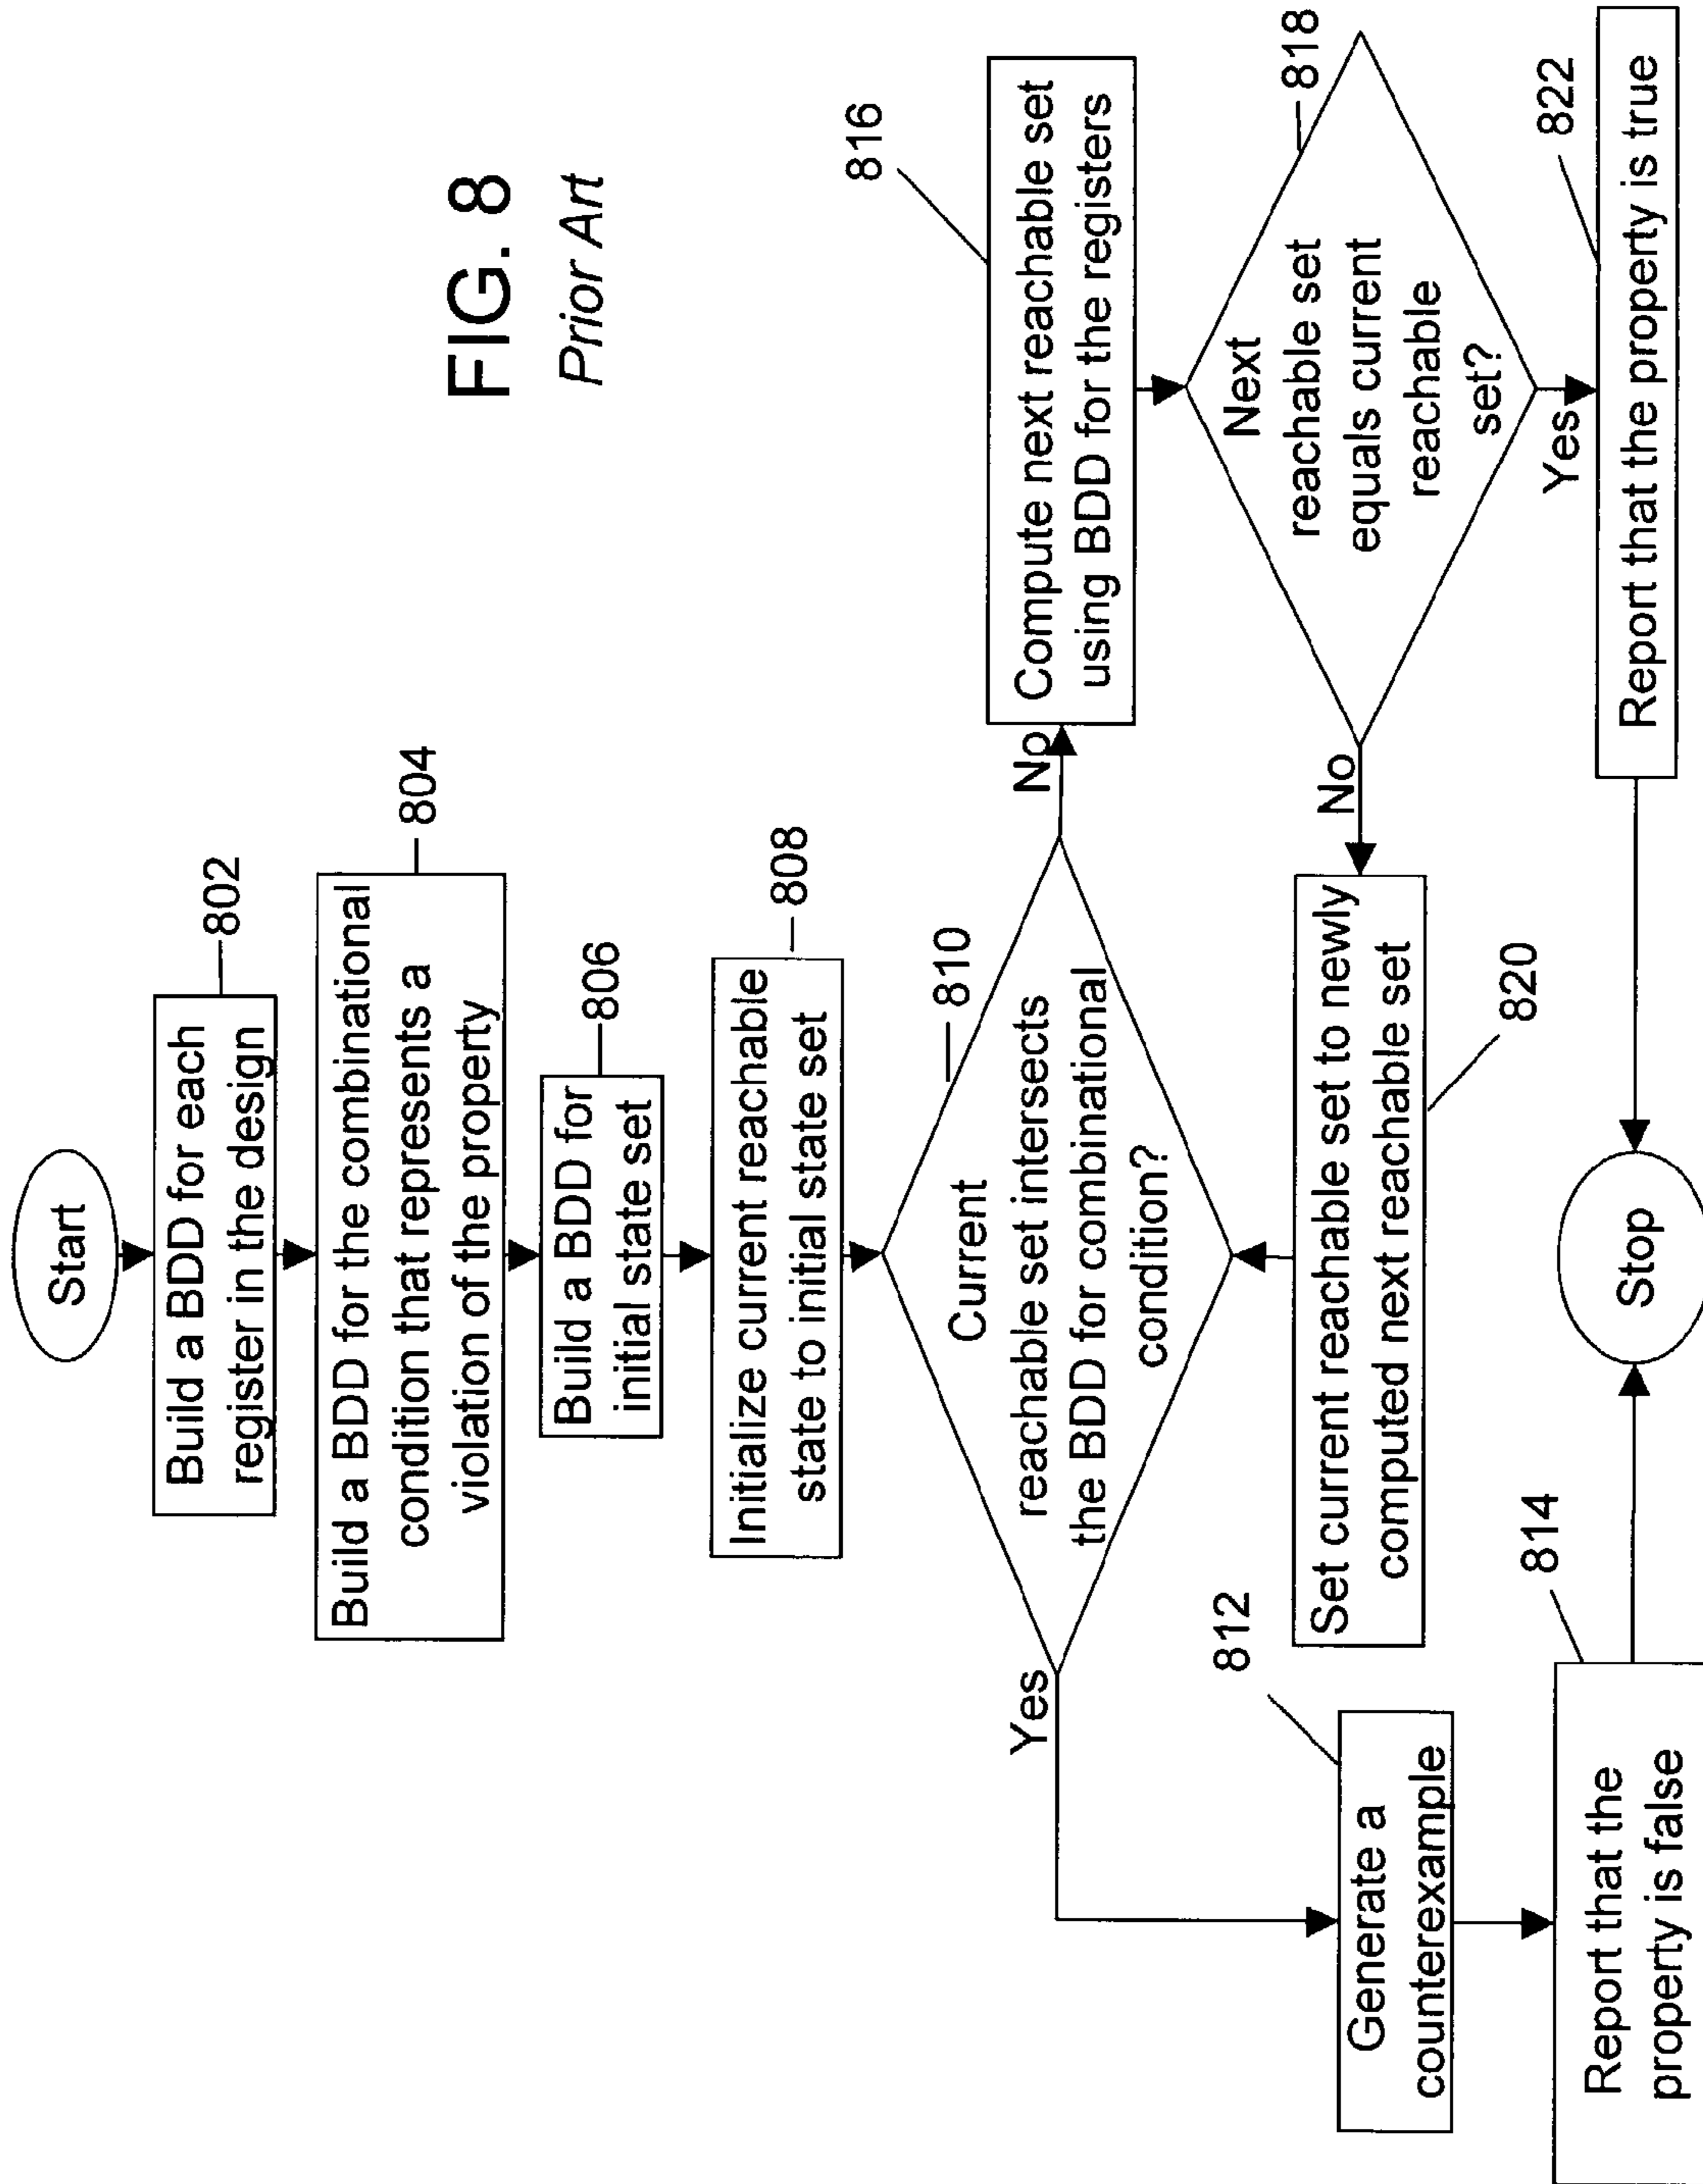 FIG. 8
Prior Art
Start
Build a BDD for each
register in the design
802
Build a BDD for the combinational
condition that represents a
violation of the property
804
Build a BDD for
initial state set
806
Initialize current reachable
state to initial state set
808
Current
reachable set intersects
the BDD for combinational
condition?
810
Yes
No
Generate a
counterexample
812
Report that the
property is false
814
Compute next reachable set
using BDD for the registers
816
Next
reachable set
equals current
reachable
set?
818
No
Yes
Set current reachable set to newly
computed next reachable set
820
Report that the property is true
822
Stop